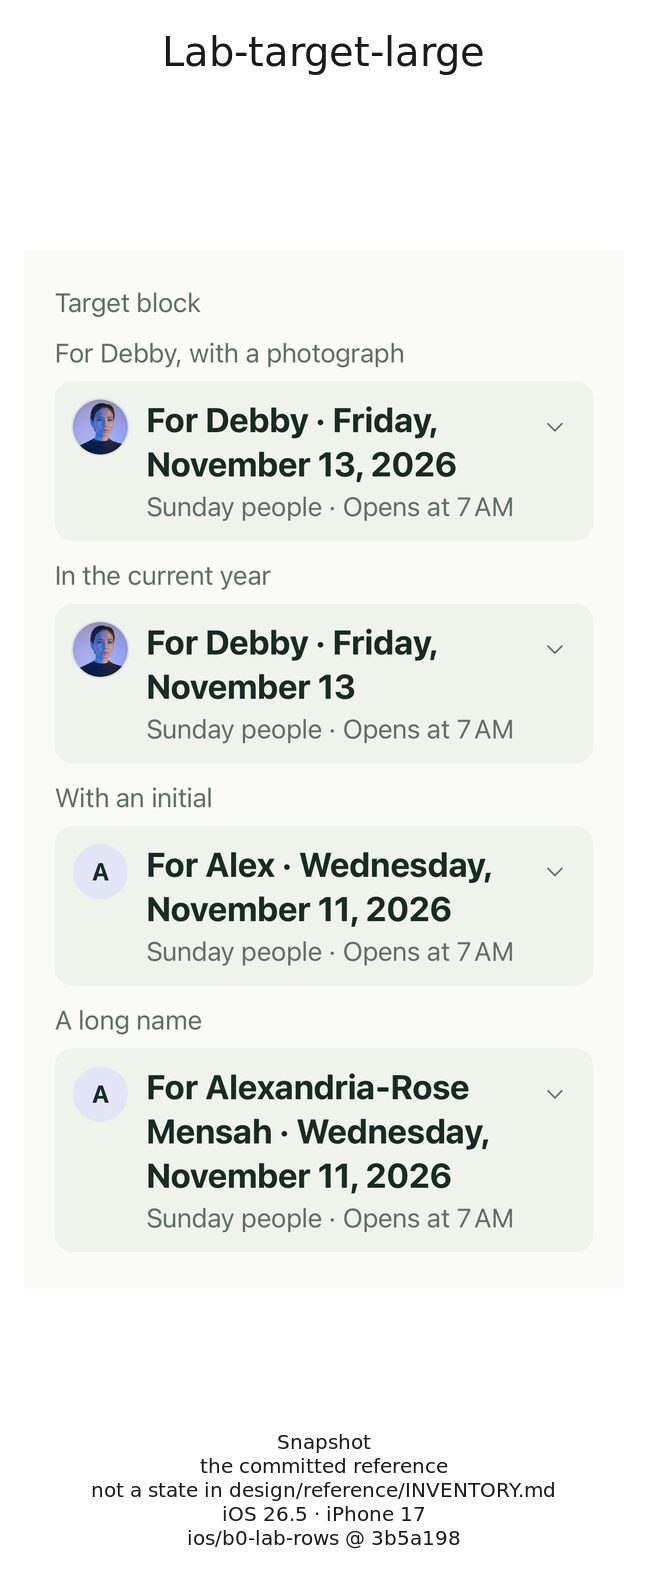 Lab-target-large
Target block
For Debby, with a photograph
For Debby · Friday,
November 13, 2026
Sunday people · Opens at 7 AM
In the current year
For Debby · Friday,
November 13
Sunday people · Opens at 7 AM
With an initial
A
For Alex · Wednesday,
November 11, 2026
Sunday people · Opens at 7 AM
A long name
A
For Alexandria-Rose
Mensah · Wednesday,
November 11, 2026
Sunday people · Opens at 7 AM
Snapshot
the committed reference
not a state in design/reference/INVENTORY.md
iOS 26.5 · iPhone 17
ios/b0-lab-rows @ 3b5a198